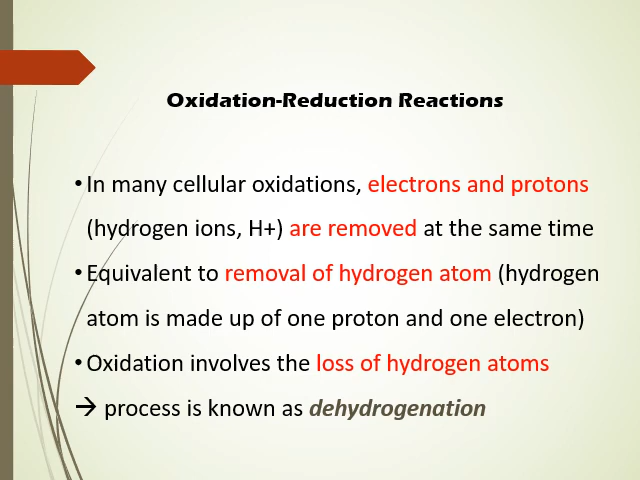 Oxidation-Reduction Reactions
•In many cellular oxidations, electrons and protons
(hydrogen ions, H+) are removed at the same time
•Equivalent to removal of hydrogen atom (hydrogen
atom is made up of one proton and one electron)
•Oxidation involves the loss of hydrogen atoms
→ process is known as dehydrogenation